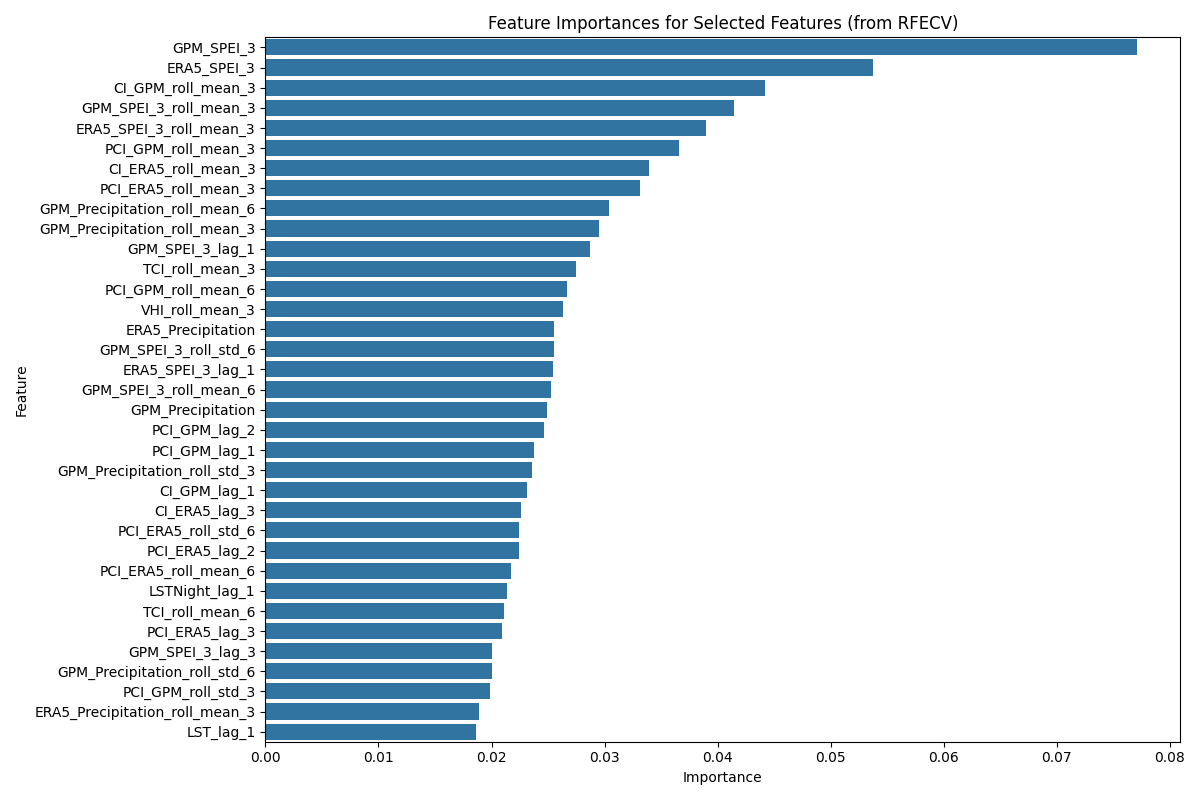 Feature Importances for Selected Features (from RFECV)
GPM_SPEI_3
ERA5_SPEI_3
CI_GPM_roll_mean_3
GPM_SPEI_3_roll_mean_3
ERA5_SPEI_3_roll_mean_3
PCI_GPM_roll_mean_3
CI_ERA5_roll_mean_3
PCI_ERA5_roll_mean_3
GPM_Precipitation_roll_mean_6
GPM_Precipitation_roll_mean_3
GPM_SPEI_3_lag_1
TCI_roll_mean_3
PCI_GPM_roll_mean_6
VHI_roll_mean_3
ERA5_Precipitation
GPM_SPEI_3_roll_std_6
ERA5_SPEI_3_lag_1
GPM_SPEI_3_roll_mean_6
GPM_Precipitation
PCI_GPM_lag_2
PCI_GPM_lag_1
GPM_Precipitation_roll_std_3
CI_GPM_lag_1
CI_ERA5_lag_3
PCI_ERA5_roll_std_6
PCI_ERA5_lag_2
PCI_ERA5_roll_mean_6
LSTNight_lag_1
TCI_roll_mean_6
PCI_ERA5_lag_3
GPM_SPEI_3_lag_3
GPM_Precipitation_roll_std_6
PCI_GPM_roll_std_3
ERA5_Precipitation_roll_mean_3
LST_lag_1
Feature
0.00 0.01 0.02 0.03 0.04 0.05 0.06 0.07 0.08
Importance